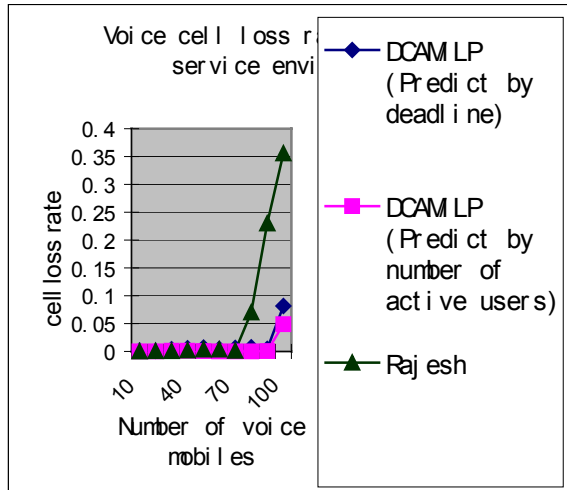 Voice cell loss ra
service envi
0.4
0.35
0.3
0.25
0.2
0.15
0.1
0.05
0
cell loss rate
10
40
70
100
Number of voice
mobiles
DCAMILP
(Predict by
deadline)
DCAMILP
(Predict by
number of
active users)
Rajesh